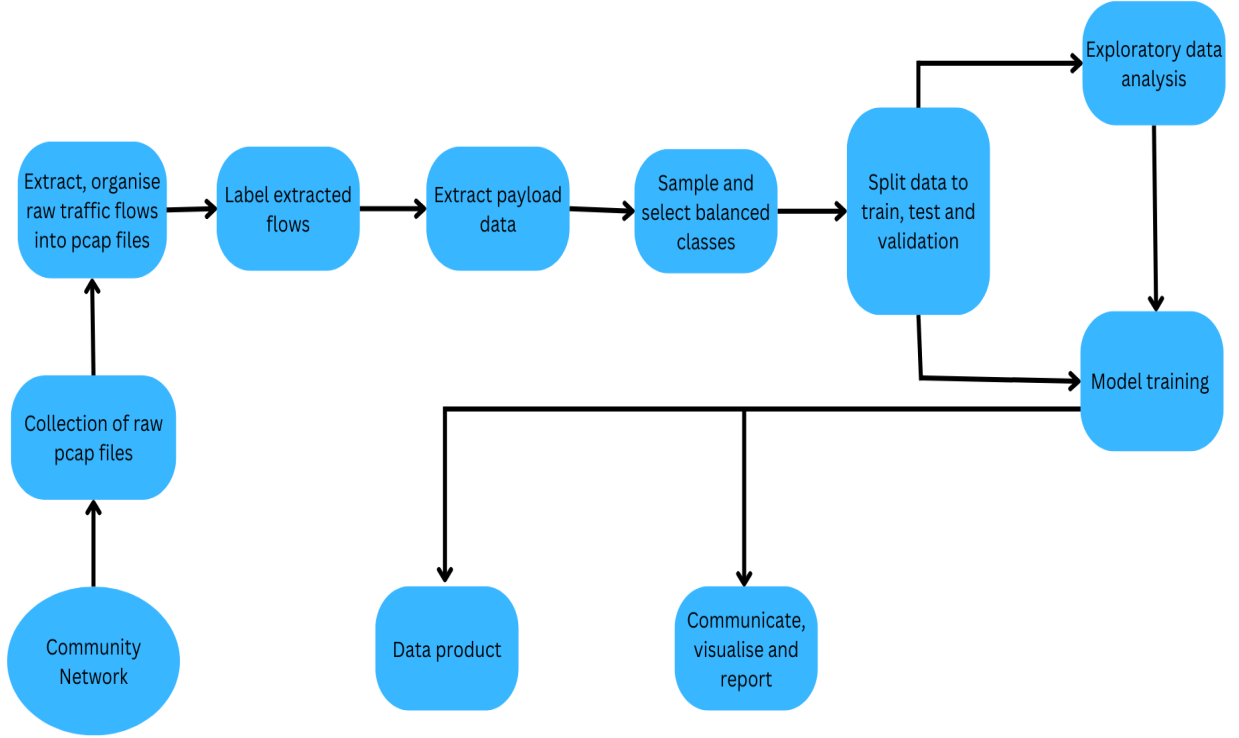 Community
Network
Collection of raw
pcap files
Extract, organise
raw traffic flows
into pcap files
Label extracted
flows
Extract payload
data
Sample and
select balanced
classes
Split data to
train, test and
validation
Exploratory data
analysis
Model training
Data product
Communicate,
visualise and
report